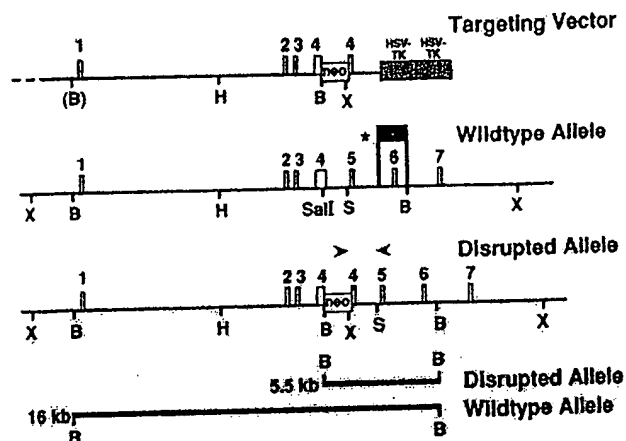 Targeting Vector
1 2 3 4 4 HSV-TK HSV-TK
neo
(B) H B X
* Wildtype Allele
1 2 3 4 5 6 7
X B H SalI S B X
Disrupted Allele
1 2 3 4 4 5 6 7
neo
X B H B X S B X
B B
5.5 kb Disrupted Allele
16 kb Wildtype Allele
B B